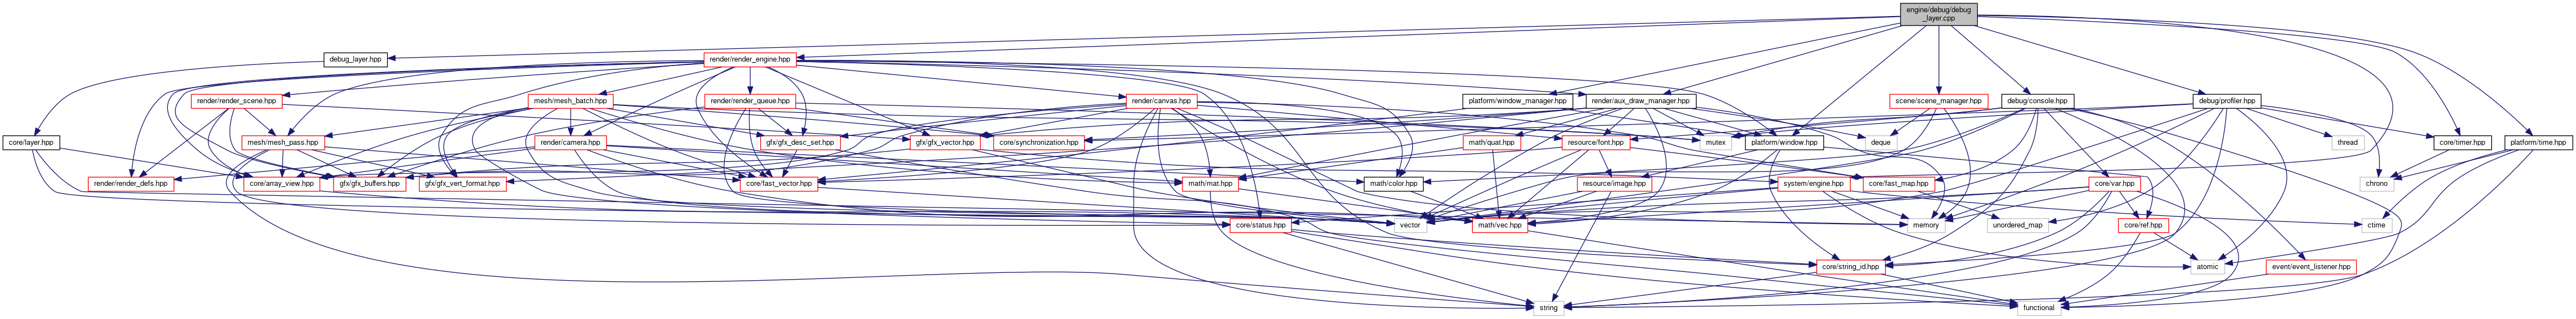 engine/debug/debug
_layer.cpp
debug_layer.hpp
render/render_engine.hpp
render/render_scene.hpp
mesh/mesh_batch.hpp
render/render_queue.hpp
render/canvas.hpp
platform/window_manager.hpp
render/aux_draw_manager.hpp
scene/scene_manager.hpp
debug/console.hpp
debug/profiler.hpp
core/layer.hpp
mesh/mesh_pass.hpp
render/camera.hpp
gfx/gfx_desc_set.hpp
gfx/gfx_vector.hpp
core/synchronization.hpp
math/quat.hpp
resource/font.hpp
mutex
platform/window.hpp
deque
thread
core/timer.hpp
platform/time.hpp
render/render_defs.hpp
core/array_view.hpp
gfx/gfx_buffers.hpp
gfx/gfx_vert_format.hpp
core/fast_vector.hpp
math/mat.hpp
math/color.hpp
resource/image.hpp
system/engine.hpp
core/fast_map.hpp
core/var.hpp
chrono
core/status.hpp
vector
math/vec.hpp
memory
unordered_map
core/ref.hpp
ctime
core/string_id.hpp
atomic
event/event_listener.hpp
string
functional